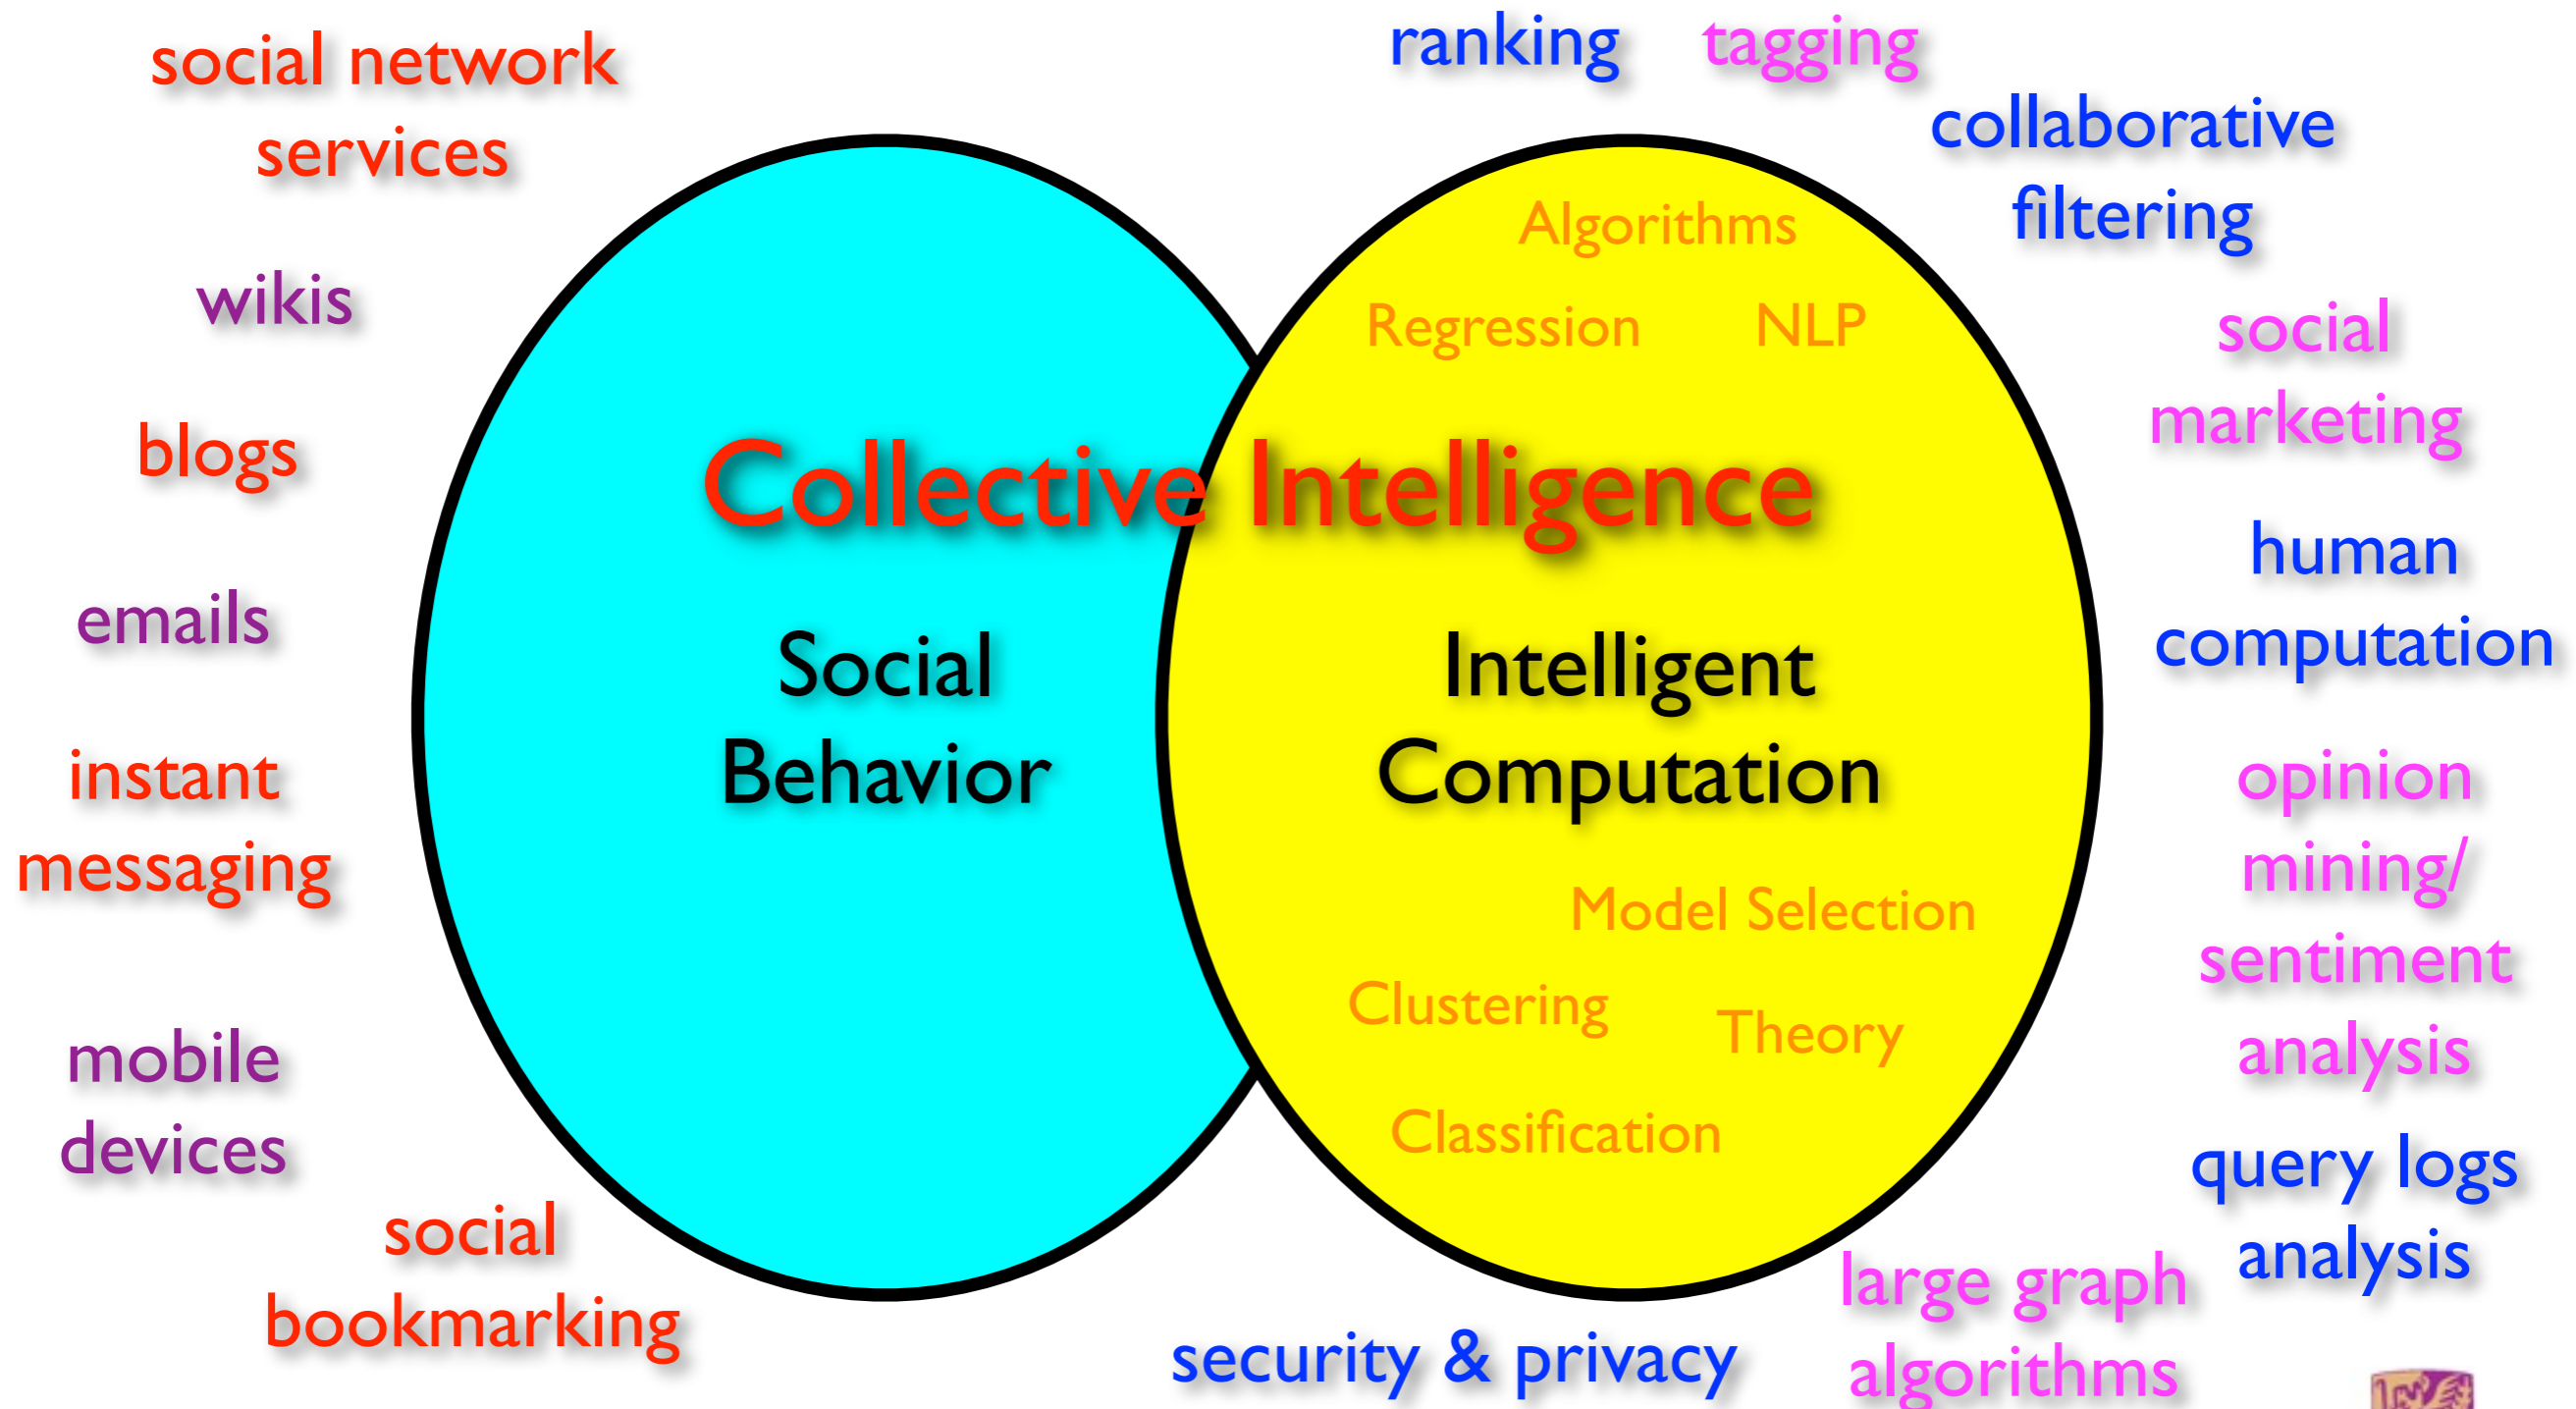 social network
services
wikis
blogs
emails
instant
messaging
mobile
devices
social
bookmarking
Collective Intelligence
Social
Behavior
Algorithms
Regression NLP
Intelligent
Computation
Model Selection
Clustering
Theory
Classification
ranking
tagging
collaborative
filtering
social
marketing
human
computation
opinion
mining/
sentiment
analysis
query logs
analysis
large graph
algorithms
security & privacy